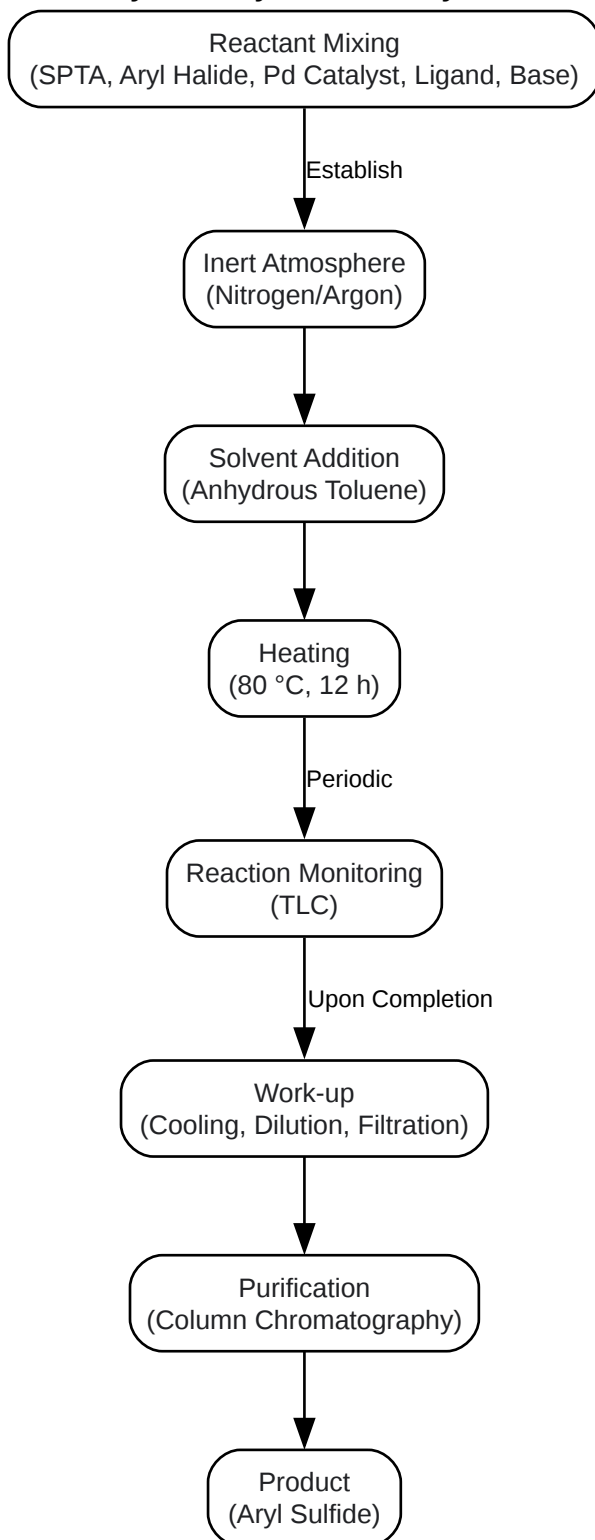 Reactant Mixing
(SPTA, Aryl Halide, Pd Catalyst, Ligand, Base)
Establish
Inert Atmosphere
(Nitrogen/Argon)
Solvent Addition
(Anhydrous Toluene)
Heating
(80 °C, 12 h)
Periodic
Reaction Monitoring
(TLC)
Upon Completion
Work-up
(Cooling, Dilution, Filtration)
Purification
(Column Chromatography)
Product
(Aryl Sulfide)